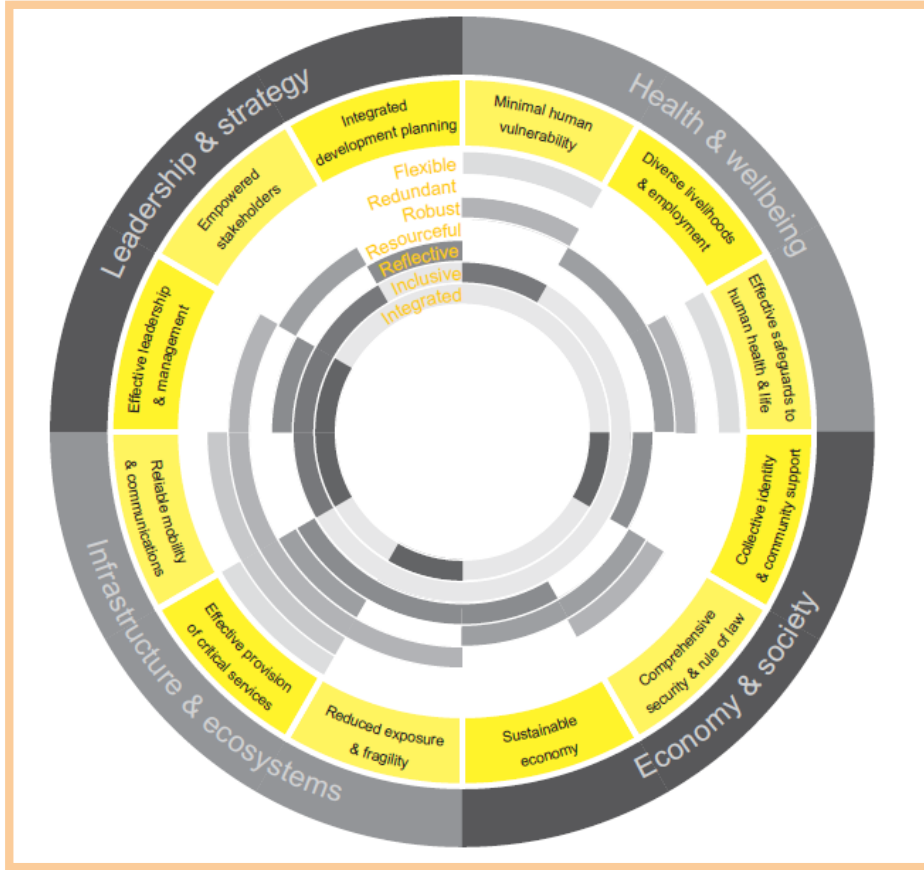 Leadership & strategy
Health & wellbeing
Economy & society
Infrastructure & ecosystems
Integrated
development planning
Minimal human
vulnerability
Diverse livelihoods
& employment
Effective safeguards to
human health & life
Collective identity
& community support
Comprehensive
security & rule of law
Sustainable
economy
Reduced exposure
& fragility
Effective provision
of critical services
Reliable mobility
& communications
Effective leadership
& management
Empowered
stakeholders
Flexible
Redundant
Robust
Resourceful
Reflective
Inclusive
Integrated